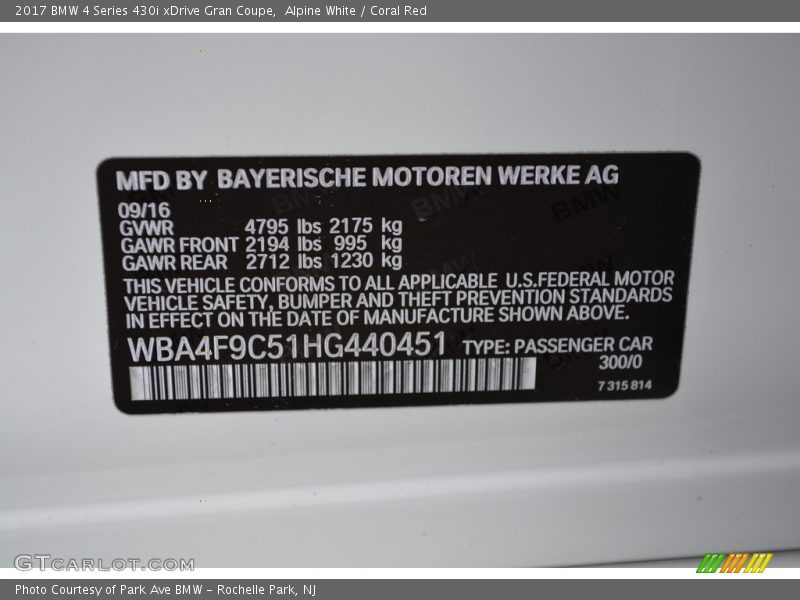 2017 BMW 4 Series 430i xDrive Gran Coupe,  Alpine White / Coral Red
MFD BY BAYERISCHE MOTOREN WERKE AG
09/16
GVWR 4795 lbs 2175 kg
GAWR FRONT 2194 lbs 995 kg
GAWR REAR 2712 lbs 1230 kg
THIS VEHICLE CONFORMS TO ALL APPLICABLE U.S.FEDERAL MOTOR
VEHICLE SAFETY, BUMPER AND THEFT PREVENTION STANDARDS
IN EFFECT ON THE DATE OF MANUFACTURE SHOWN ABOVE.
WBA4F9C51HG440451 TYPE: PASSENGER CAR
300/0
7 315 814
GTCARLOT.COM
Photo Courtesy of Park Ave BMW - Rochelle Park, NJ